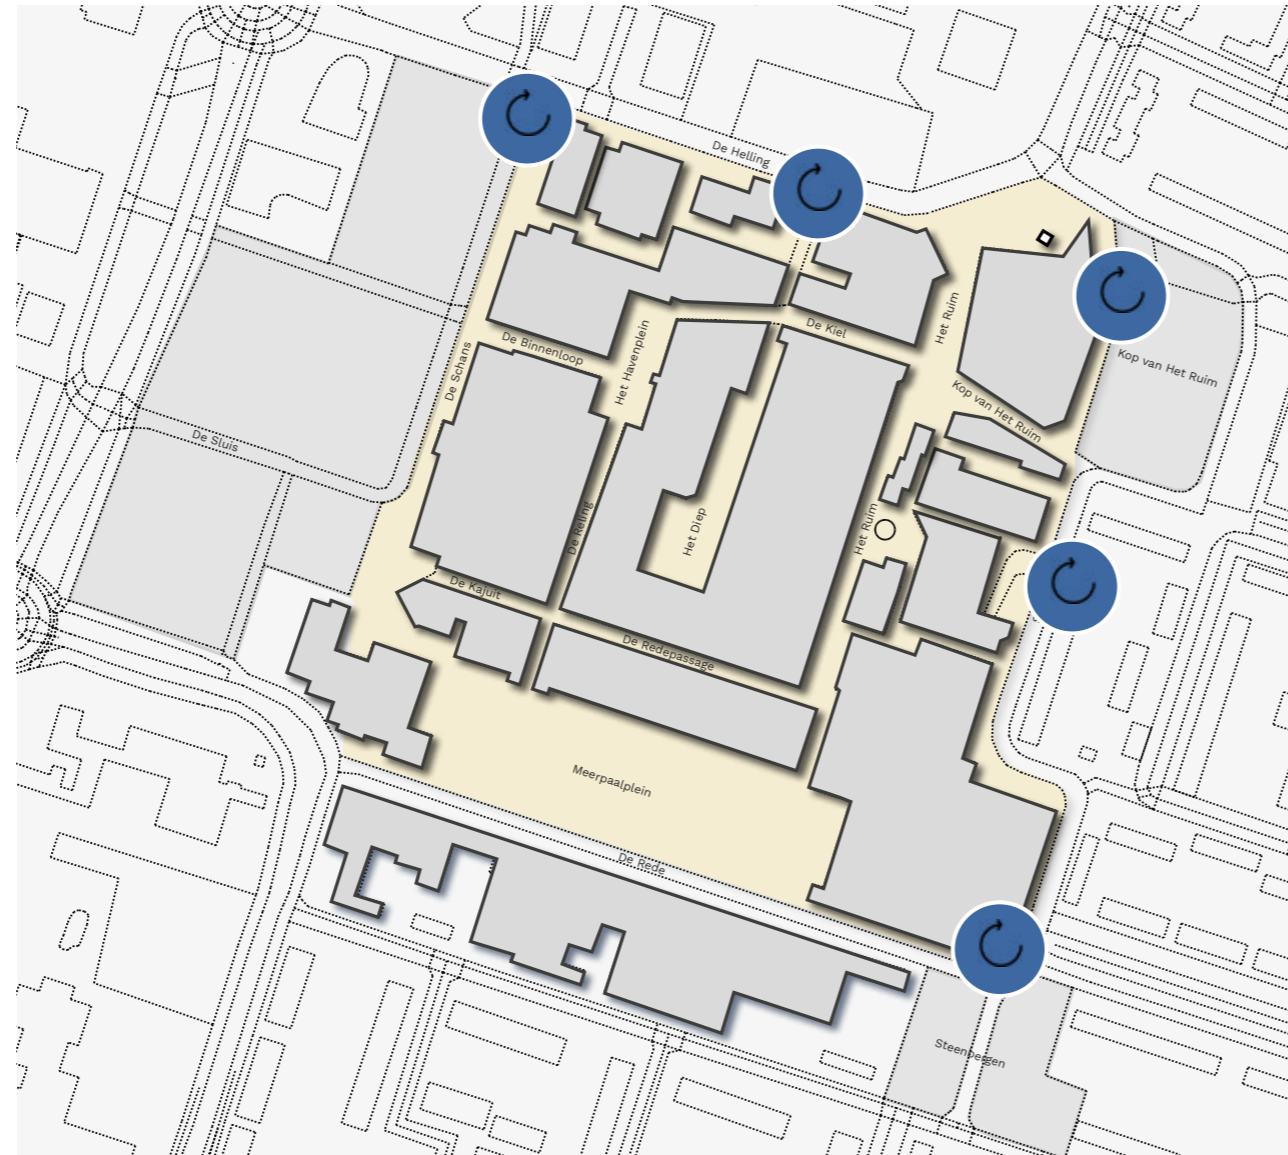 De Helling
De Kiel
Het Ruim
Kop van Het Ruim
De Binnenloop
Het Havenplein
De Schans
Kop van Het Ruim
De Sluis
De Reling
Het Diep
Het Ruim
De Kajuit
De Redepassage
Meerpaalplein
De Rede
Steenbergen